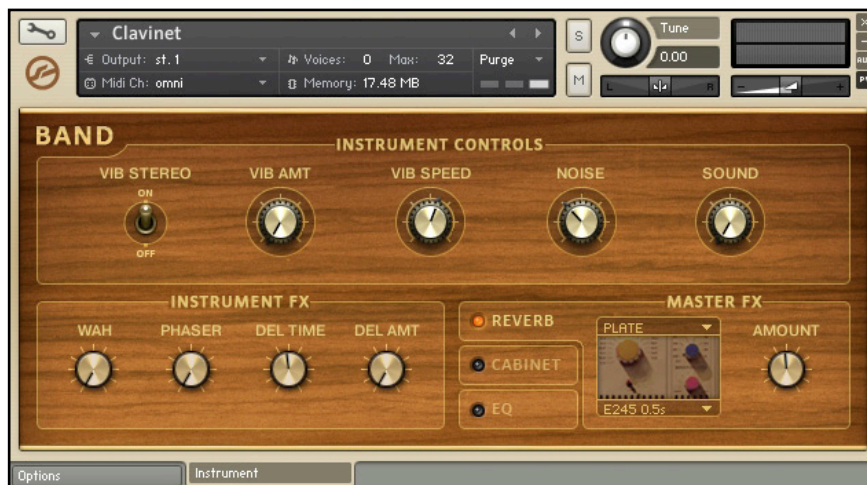 Clavinet
S
Tune
0.00
Output: st. 1
Voices: 0 Max: 32
Purge
Midi Ch: omni
Memory: 17.48 MB
M
L
R
-
+
BAND
INSTRUMENT CONTROLS
VIB STEREO
VIB AMT
VIB SPEED
NOISE
SOUND
ON
OFF
INSTRUMENT FX
MASTER FX
WAH
PHASER
DEL TIME
DEL AMT
REVERB
CABINET
EQ
PLATE
E245 0.5s
AMOUNT
Options
Instrument